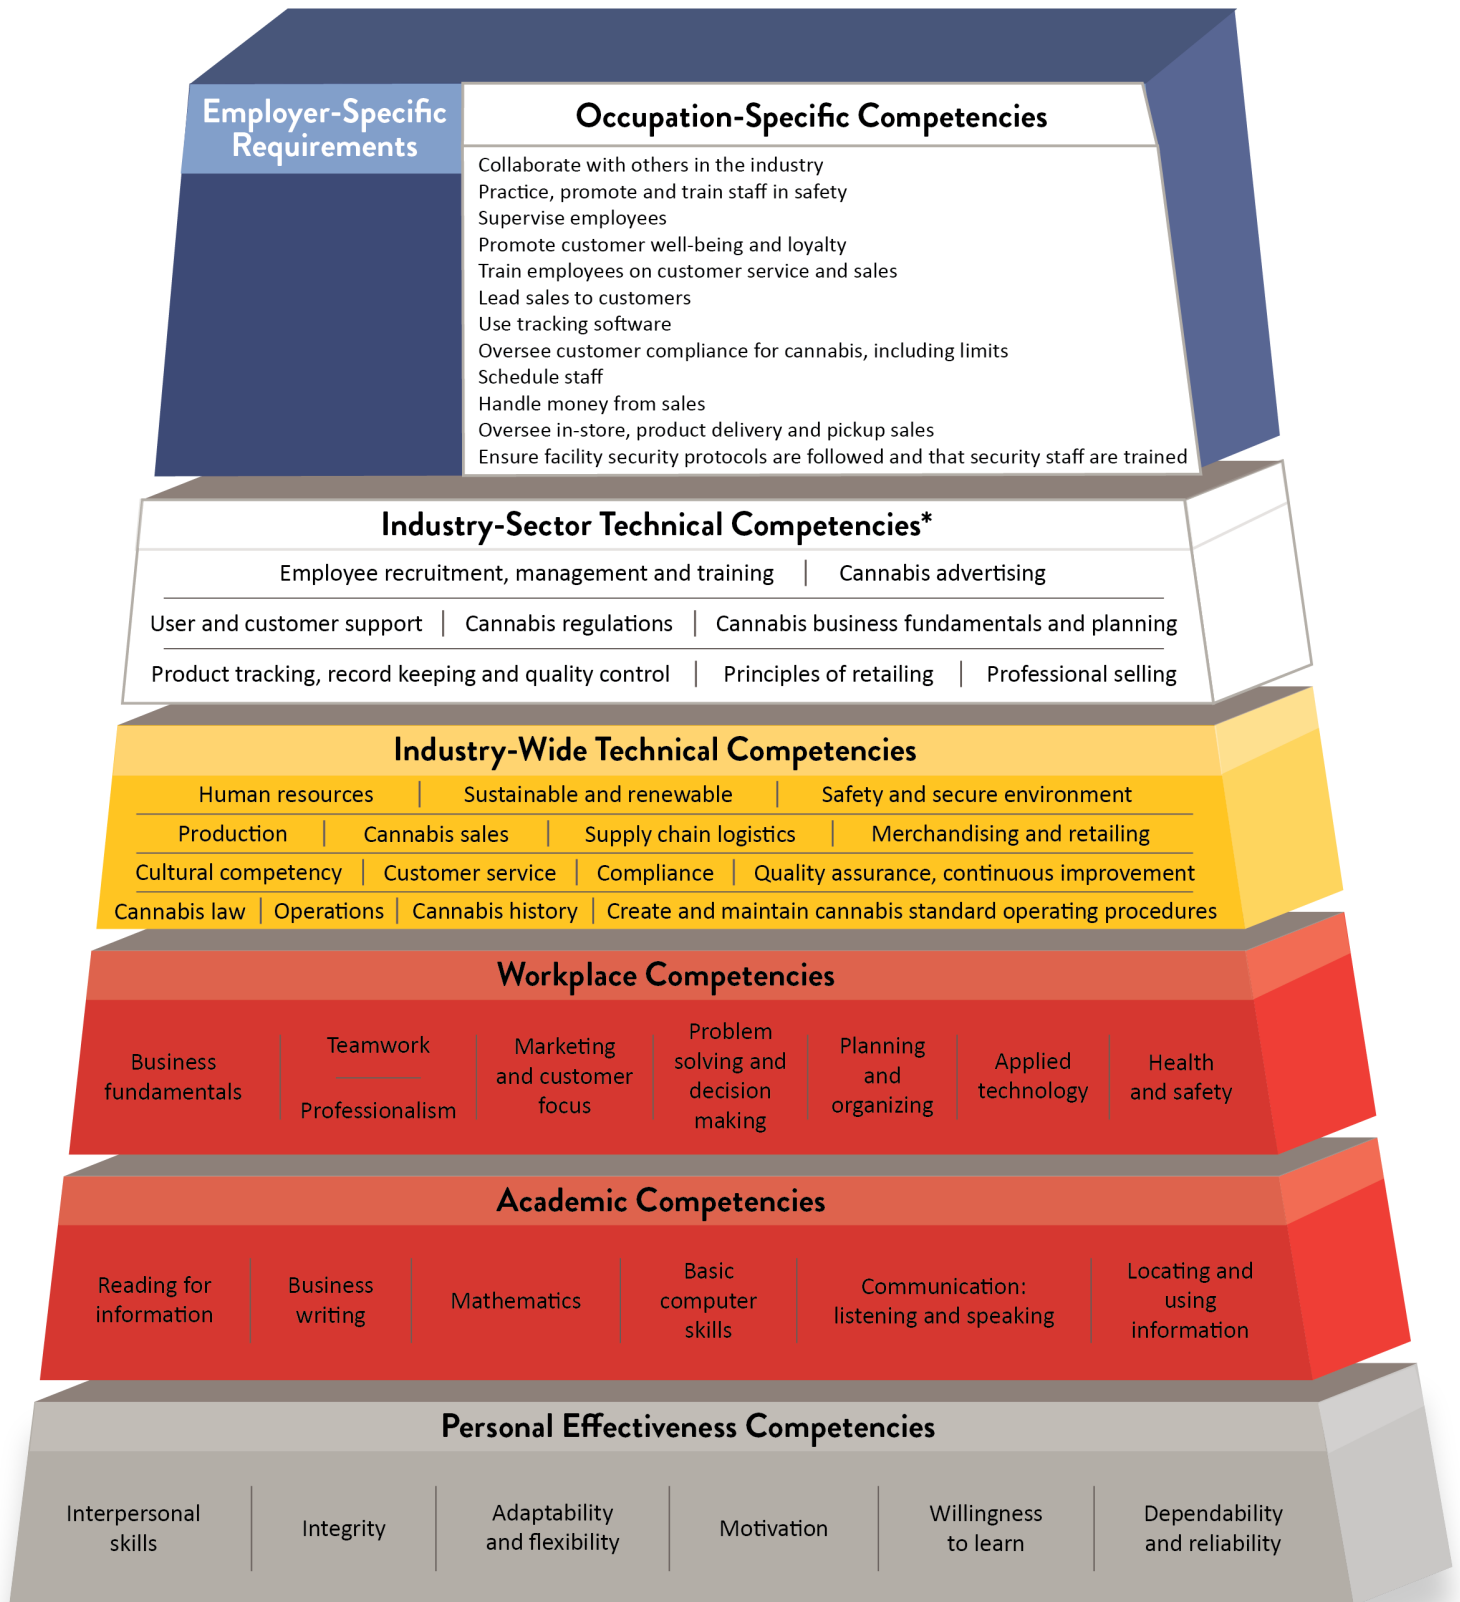 Employer-Specific
Requirements
Occupation-Specific Competencies
Collaborate with others in the industry
Practice, promote and train staff in safety
Supervise employees
Promote customer well-being and loyalty
Train employees on customer service and sales
Lead sales to customers
Use tracking software
Oversee customer compliance for cannabis, including limits
Schedule staff
Handle money from sales
Oversee in-store, product delivery and pickup sales
Ensure facility security protocols are followed and that security staff are trained
Industry-Sector Technical Competencies*
Employee recruitment, management and training | Cannabis advertising
User and customer support | Cannabis regulations | Cannabis business fundamentals and planning
Product tracking, record keeping and quality control | Principles of retailing | Professional selling
Industry-Wide Technical Competencies
Human resources | Sustainable and renewable | Safety and secure environment
Production | Cannabis sales | Supply chain logistics | Merchandising and retailing
Cultural competency | Customer service | Compliance | Quality assurance, continuous improvement
Cannabis law | Operations | Cannabis history | Create and maintain cannabis standard operating procedures
Workplace Competencies
Business
fundamentals
Teamwork
Professionalism
Marketing
and customer
focus
Problem
solving and
decision
making
Planning
and
organizing
Applied
technology
Health
and safety
Academic Competencies
Reading for
information
Business
writing
Mathematics
Basic
computer
skills
Communication:
listening and speaking
Locating and
using
information
Personal Effectiveness Competencies
Interpersonal
skills
Integrity
Adaptability
and flexibility
Motivation
Willingness
to learn
Dependability
and reliability